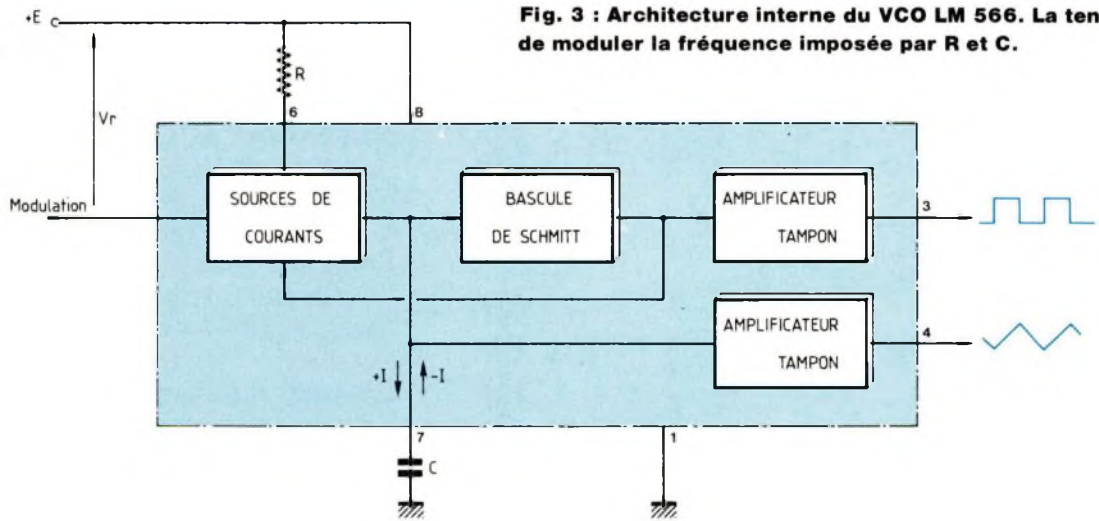 Fig. 3 : Architecture interne du VCO LM 566. La ten
de moduler la fréquence imposée par R et C.
+E
R
Vr
6
8
Modulation
SOURCES DE
COURANTS
BASCULE
DE SCHMITT
AMPLIFICATEUR
TAMPON
3
AMPLIFICATEUR
TAMPON
4
+I
-I
7
1
C